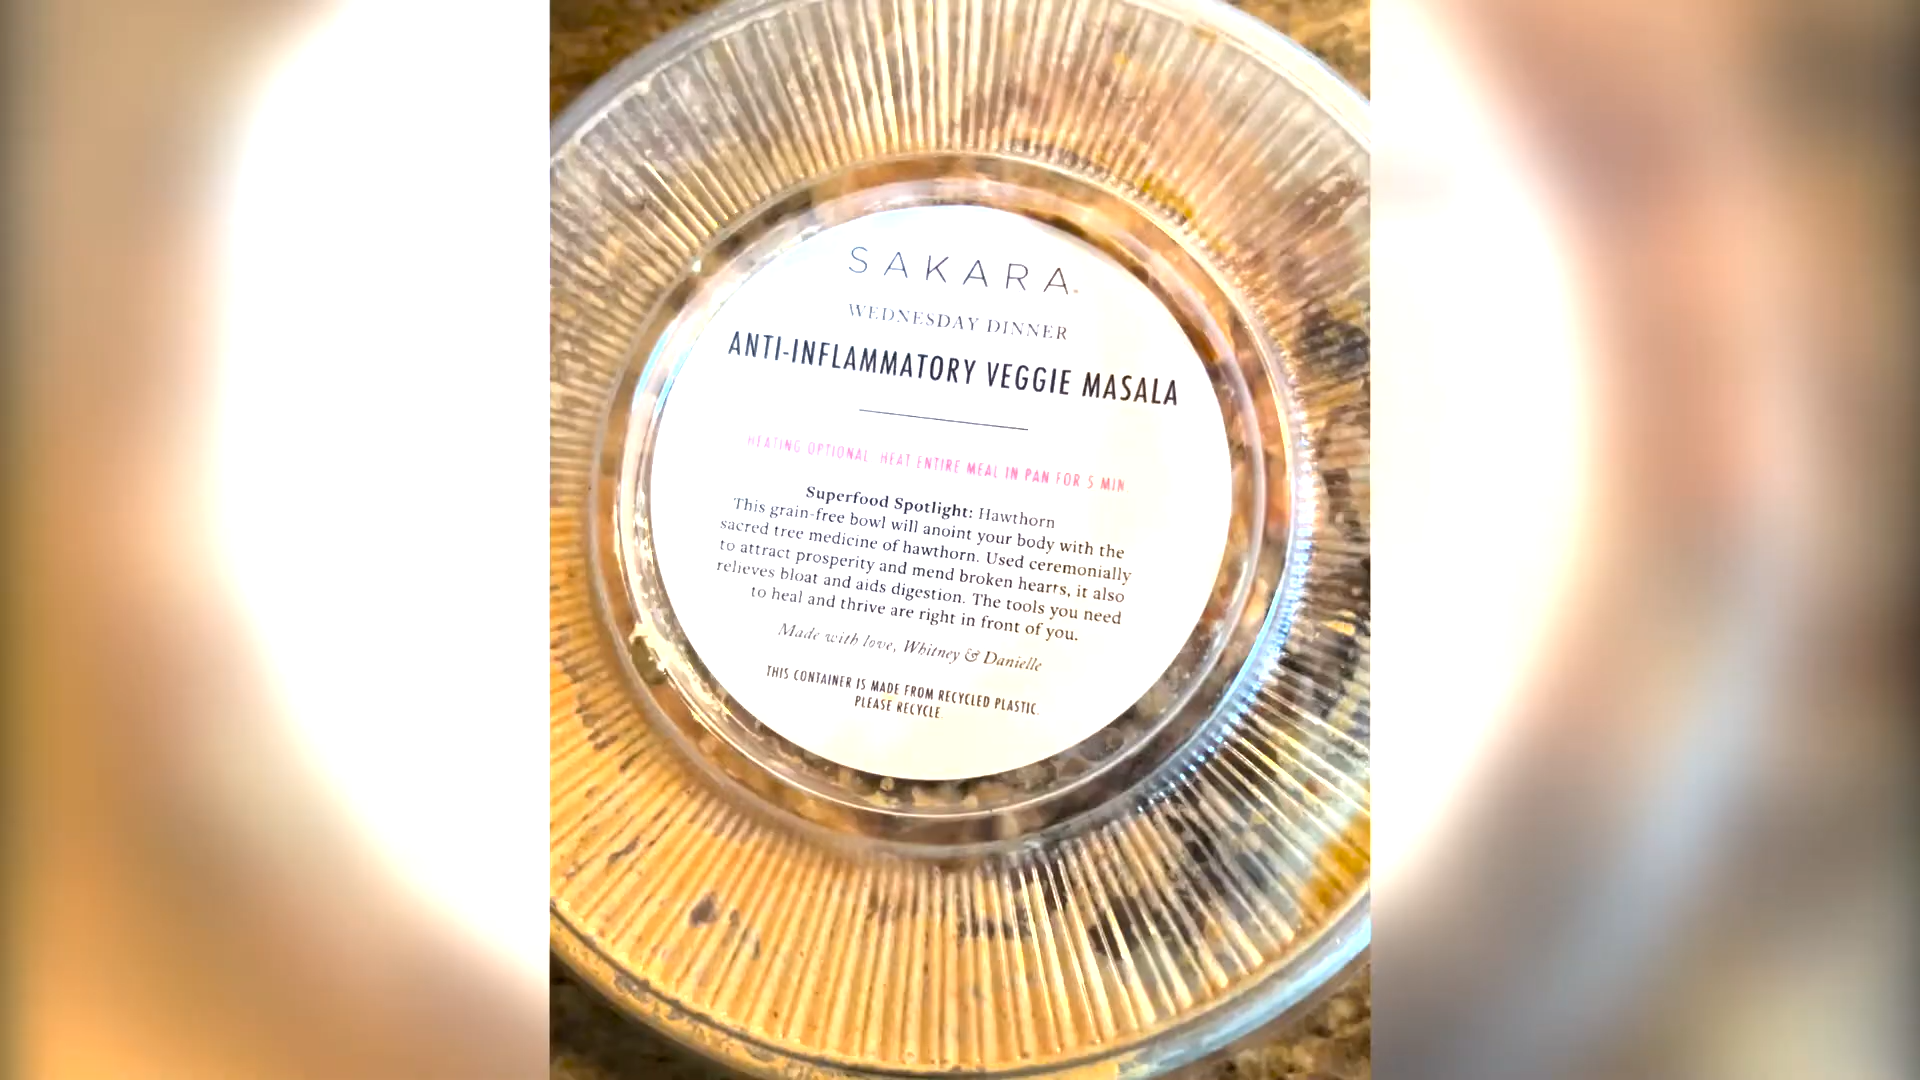 SAKARA
WEDNESDAY DINNER
ANTI-INFLAMMATORY VEGGIE MASALA
HEATING OPTIONAL. HEAT ENTIRE MEAL IN PAN FOR 5 MIN
Superfood Spotlight: Hawthorn
This grain-free bowl will anoint your body with the
sacred tree medicine of hawthorn. Used ceremonially
to attract prosperity and mend broken hearts, it also
relieves bloat and aids digestion. The tools you need
to heal and thrive are right in front of you.
Made with love, Whitney & Danielle
THIS CONTAINER IS MADE FROM RECYCLED PLASTIC.
PLEASE RECYCLE.